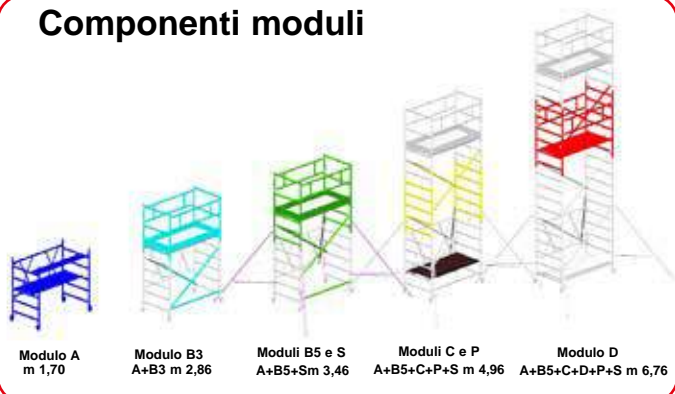 Componenti moduli
Modulo A
m 1,70
Modulo B3
A+B3 m 2,86
Moduli B5 e S
A+B5+Sm 3,46
Moduli C e P
A+B5+C+P+S m 4,96
Modulo D
A+B5+C+D+P+S m 6,76